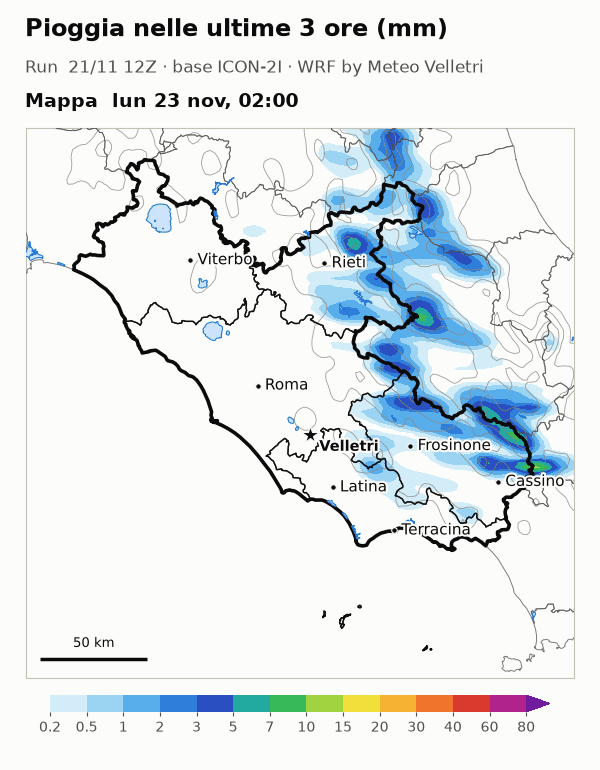 Pioggia nelle ultime 3 ore (mm)
Run  21/11 12Z · base ICON-2I · WRF by Meteo Velletri
Mappa  lun 23 nov, 02:00
Viterbo
Rieti
Roma
Velletri
Frosinone
Latina
Cassino
Terracina
50 km
0.2 0.5 1 2 3 5 7 10 15 20 30 40 60 80